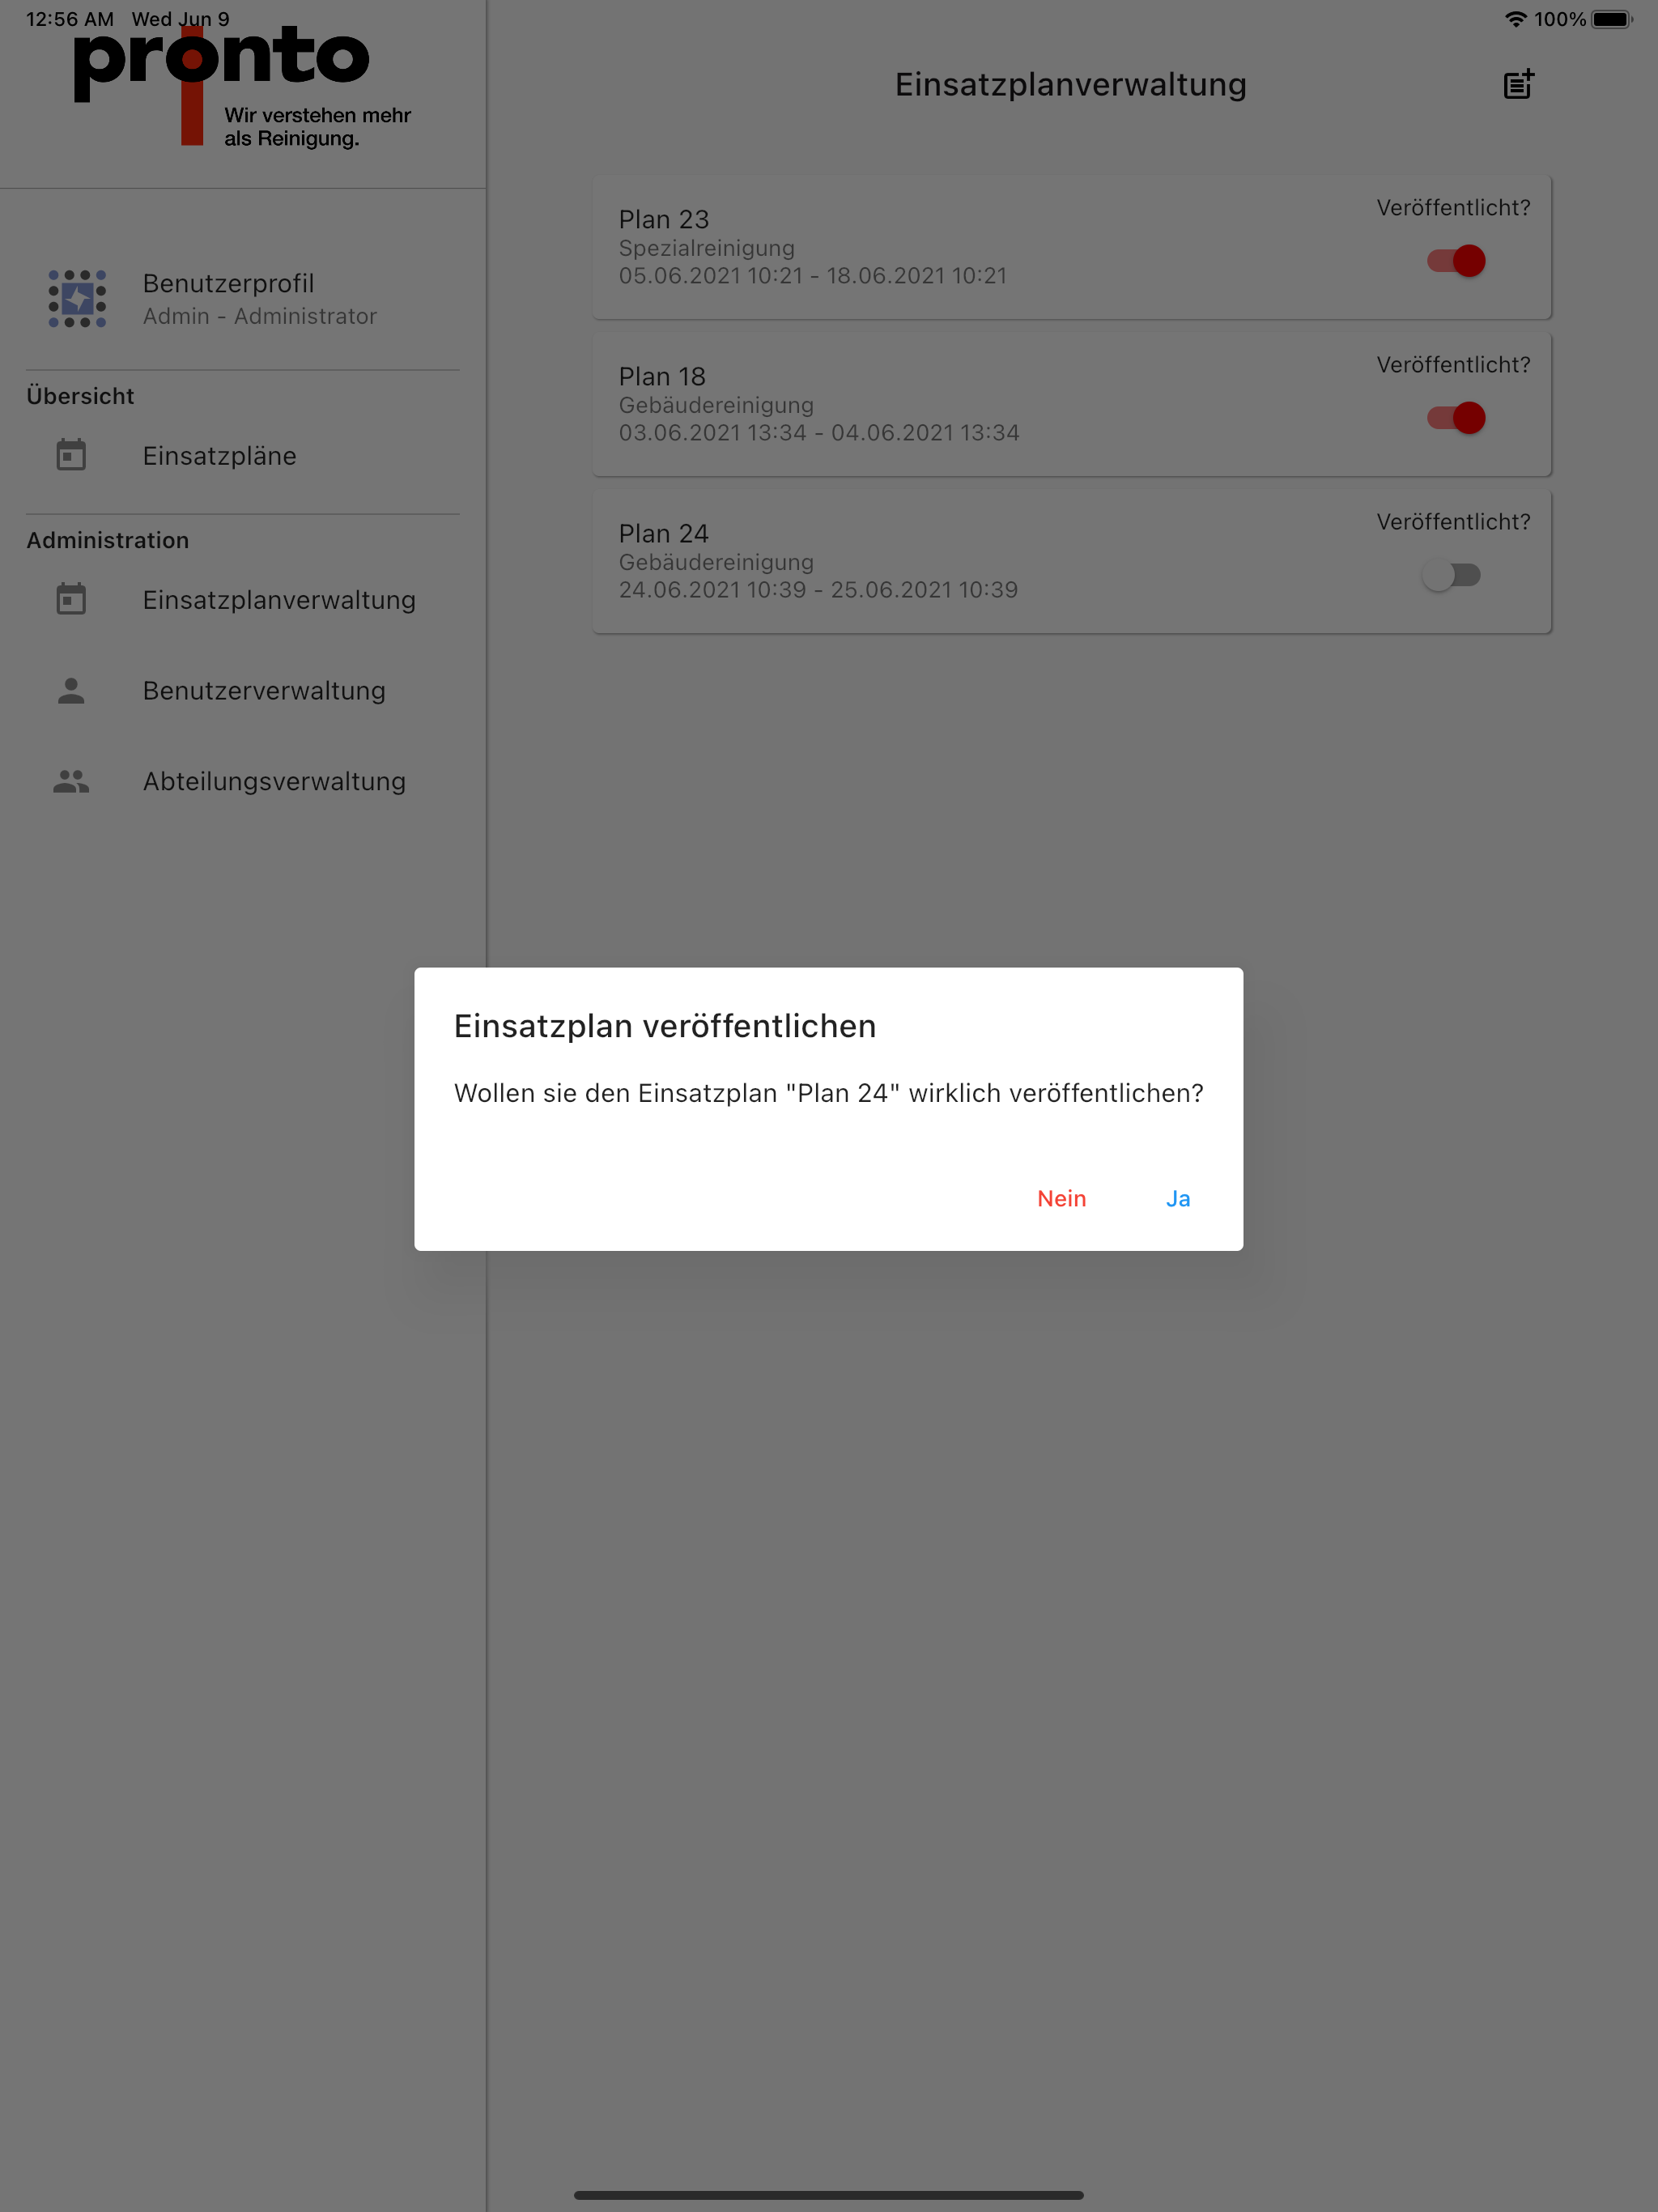 12:56 AM Wed Jun 9
100%
pronto
Wir verstehen mehr
als Reinigung.
Benutzerprofil
Admin - Administrator
Übersicht
Einsatzpläne
Administration
Einsatzplanverwaltung
Benutzerverwaltung
Abteilungsverwaltung
Einsatzplanverwaltung
Plan 23
Spezialreinigung
05.06.2021 10:21 - 18.06.2021 10:21
Veröffentlicht?
Plan 18
Gebäudereinigung
03.06.2021 13:34 - 04.06.2021 13:34
Veröffentlicht?
Plan 24
Gebäudereinigung
24.06.2021 10:39 - 25.06.2021 10:39
Veröffentlicht?
Einsatzplan veröffentlichen
Wollen sie den Einsatzplan "Plan 24" wirklich veröffentlichen?
Nein
Ja